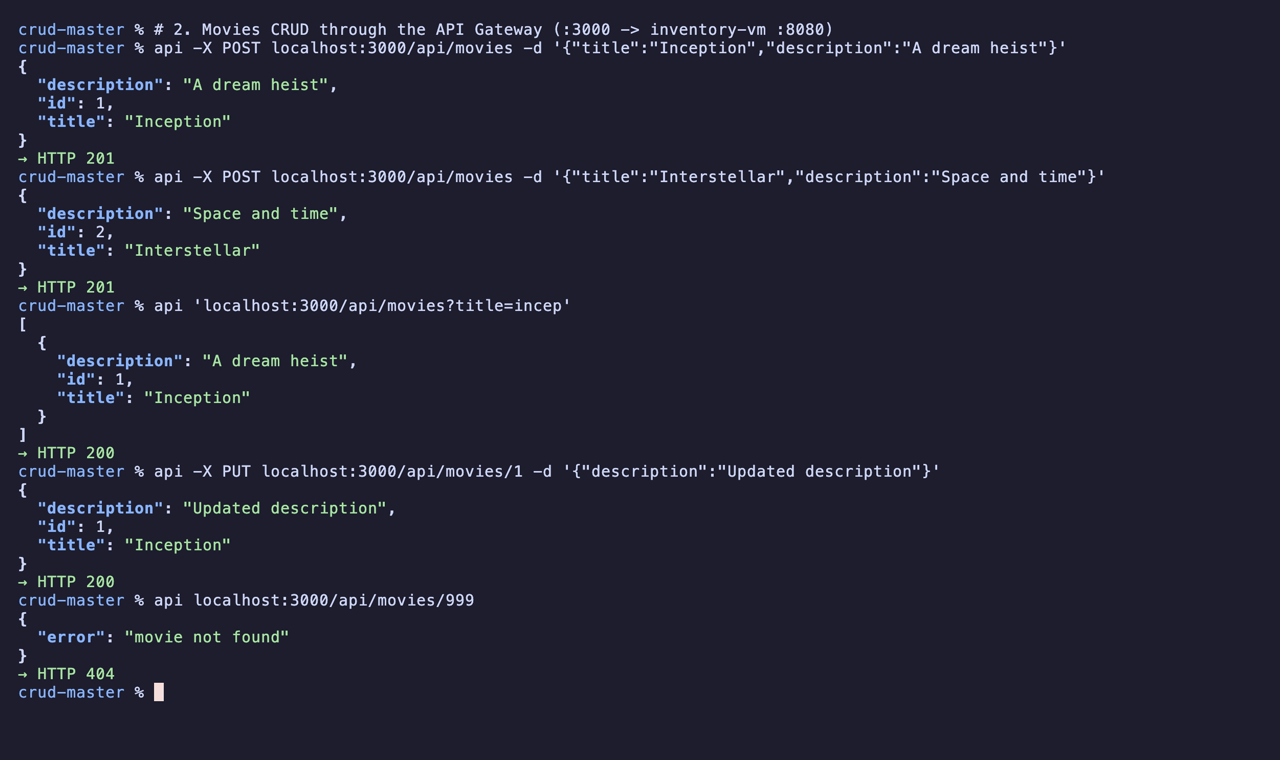 crud-master % # 2. Movies CRUD through the API Gateway (:3000 -> inventory-vm :8080)
crud-master % api -X POST localhost:3000/api/movies -d '{"title":"Inception","description":"A dream heist"}'
{
  "description": "A dream heist",
  "id": 1,
  "title": "Inception"
}
→ HTTP 201
crud-master % api -X POST localhost:3000/api/movies -d '{"title":"Interstellar","description":"Space and time"}'
{
  "description": "Space and time",
  "id": 2,
  "title": "Interstellar"
}
→ HTTP 201
crud-master % api 'localhost:3000/api/movies?title=incep'
[
  {
    "description": "A dream heist",
    "id": 1,
    "title": "Inception"
  }
]
→ HTTP 200
crud-master % api -X PUT localhost:3000/api/movies/1 -d '{"description":"Updated description"}'
{
  "description": "Updated description",
  "id": 1,
  "title": "Inception"
}
→ HTTP 200
crud-master % api localhost:3000/api/movies/999
{
  "error": "movie not found"
}
→ HTTP 404
crud-master %